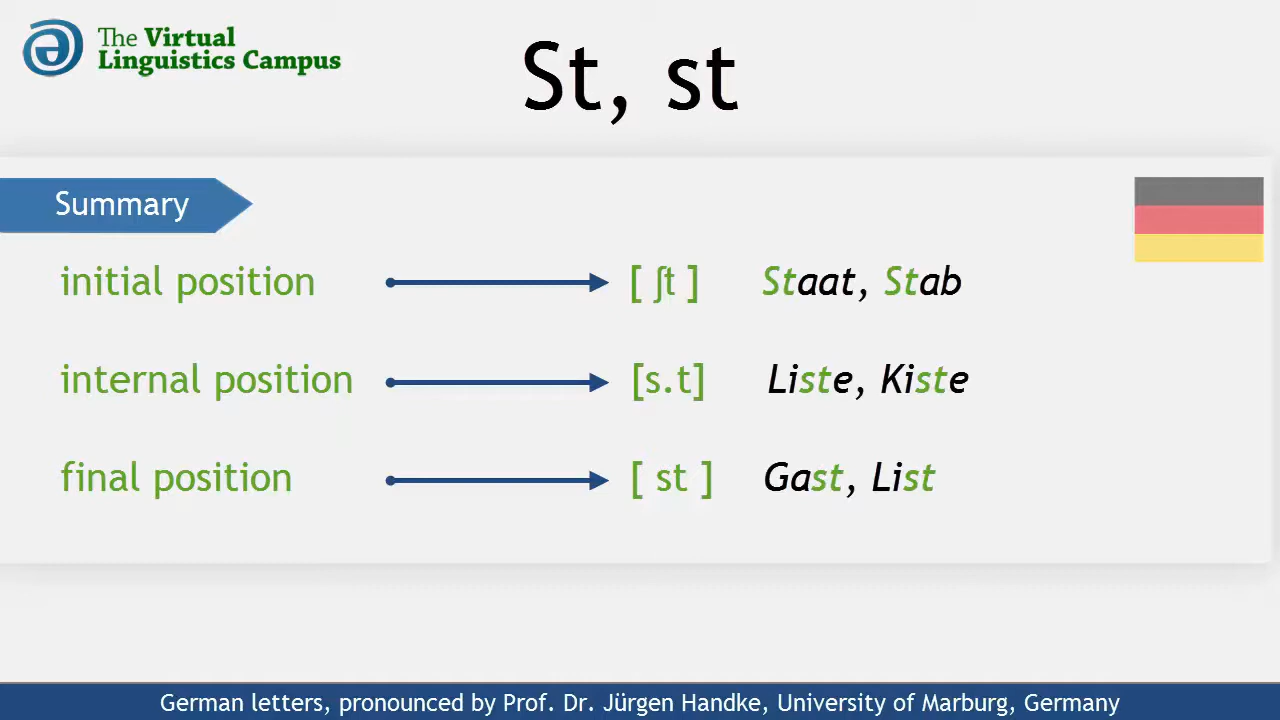 The Virtual
Linguistics Campus
St, st
Summary
initial position [ ʃt ] Staat, Stab
internal position [s.t] Liste, Kiste
final position [ st ] Gast, List
German letters, pronounced by Prof. Dr. Jürgen Handke, University of Marburg, Germany